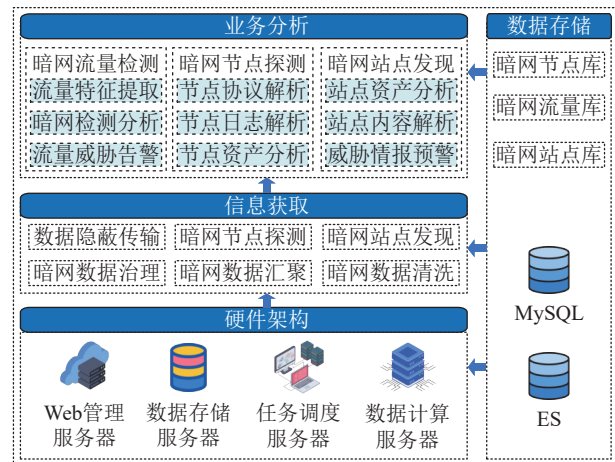 业务分析
暗网流量检测
流量特征提取
暗网检测分析
流量威胁告警
暗网节点探测
节点协议解析
节点日志解析
节点资产分析
暗网站点发现
站点资产分析
站点内容解析
威胁情报预警
信息获取
数据隐蔽传输
暗网节点探测
暗网站点发现
暗网数据治理
暗网数据汇聚
暗网数据清洗
硬件架构
Web管理
服务器
数据存储
服务器
任务调度
服务器
数据计算
服务器
数据存储
暗网节点库
暗网流量库
暗网站点库
MySQL
ES